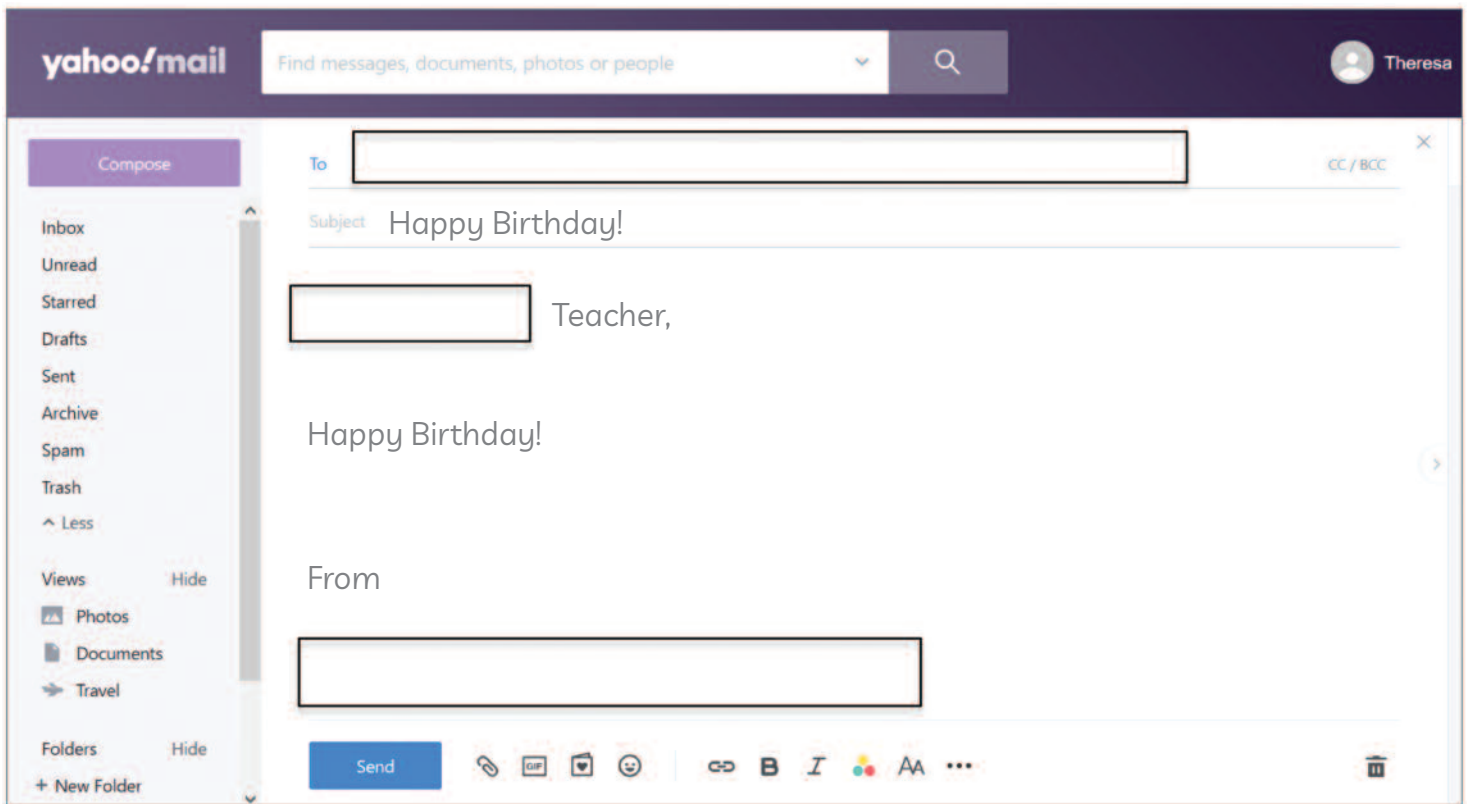 yahoo!mail
Find messages, documents, photos or people
Theresa
Compose
To
CC / BCC
Subject Happy Birthday!
Inbox
Unread
Starred
Drafts
Sent
Archive
Spam
Trash
Less
Views Hide
Photos
Documents
Travel
Folders Hide
+ New Folder
Teacher,
Happy Birthday!
From
Send GIF B I AA